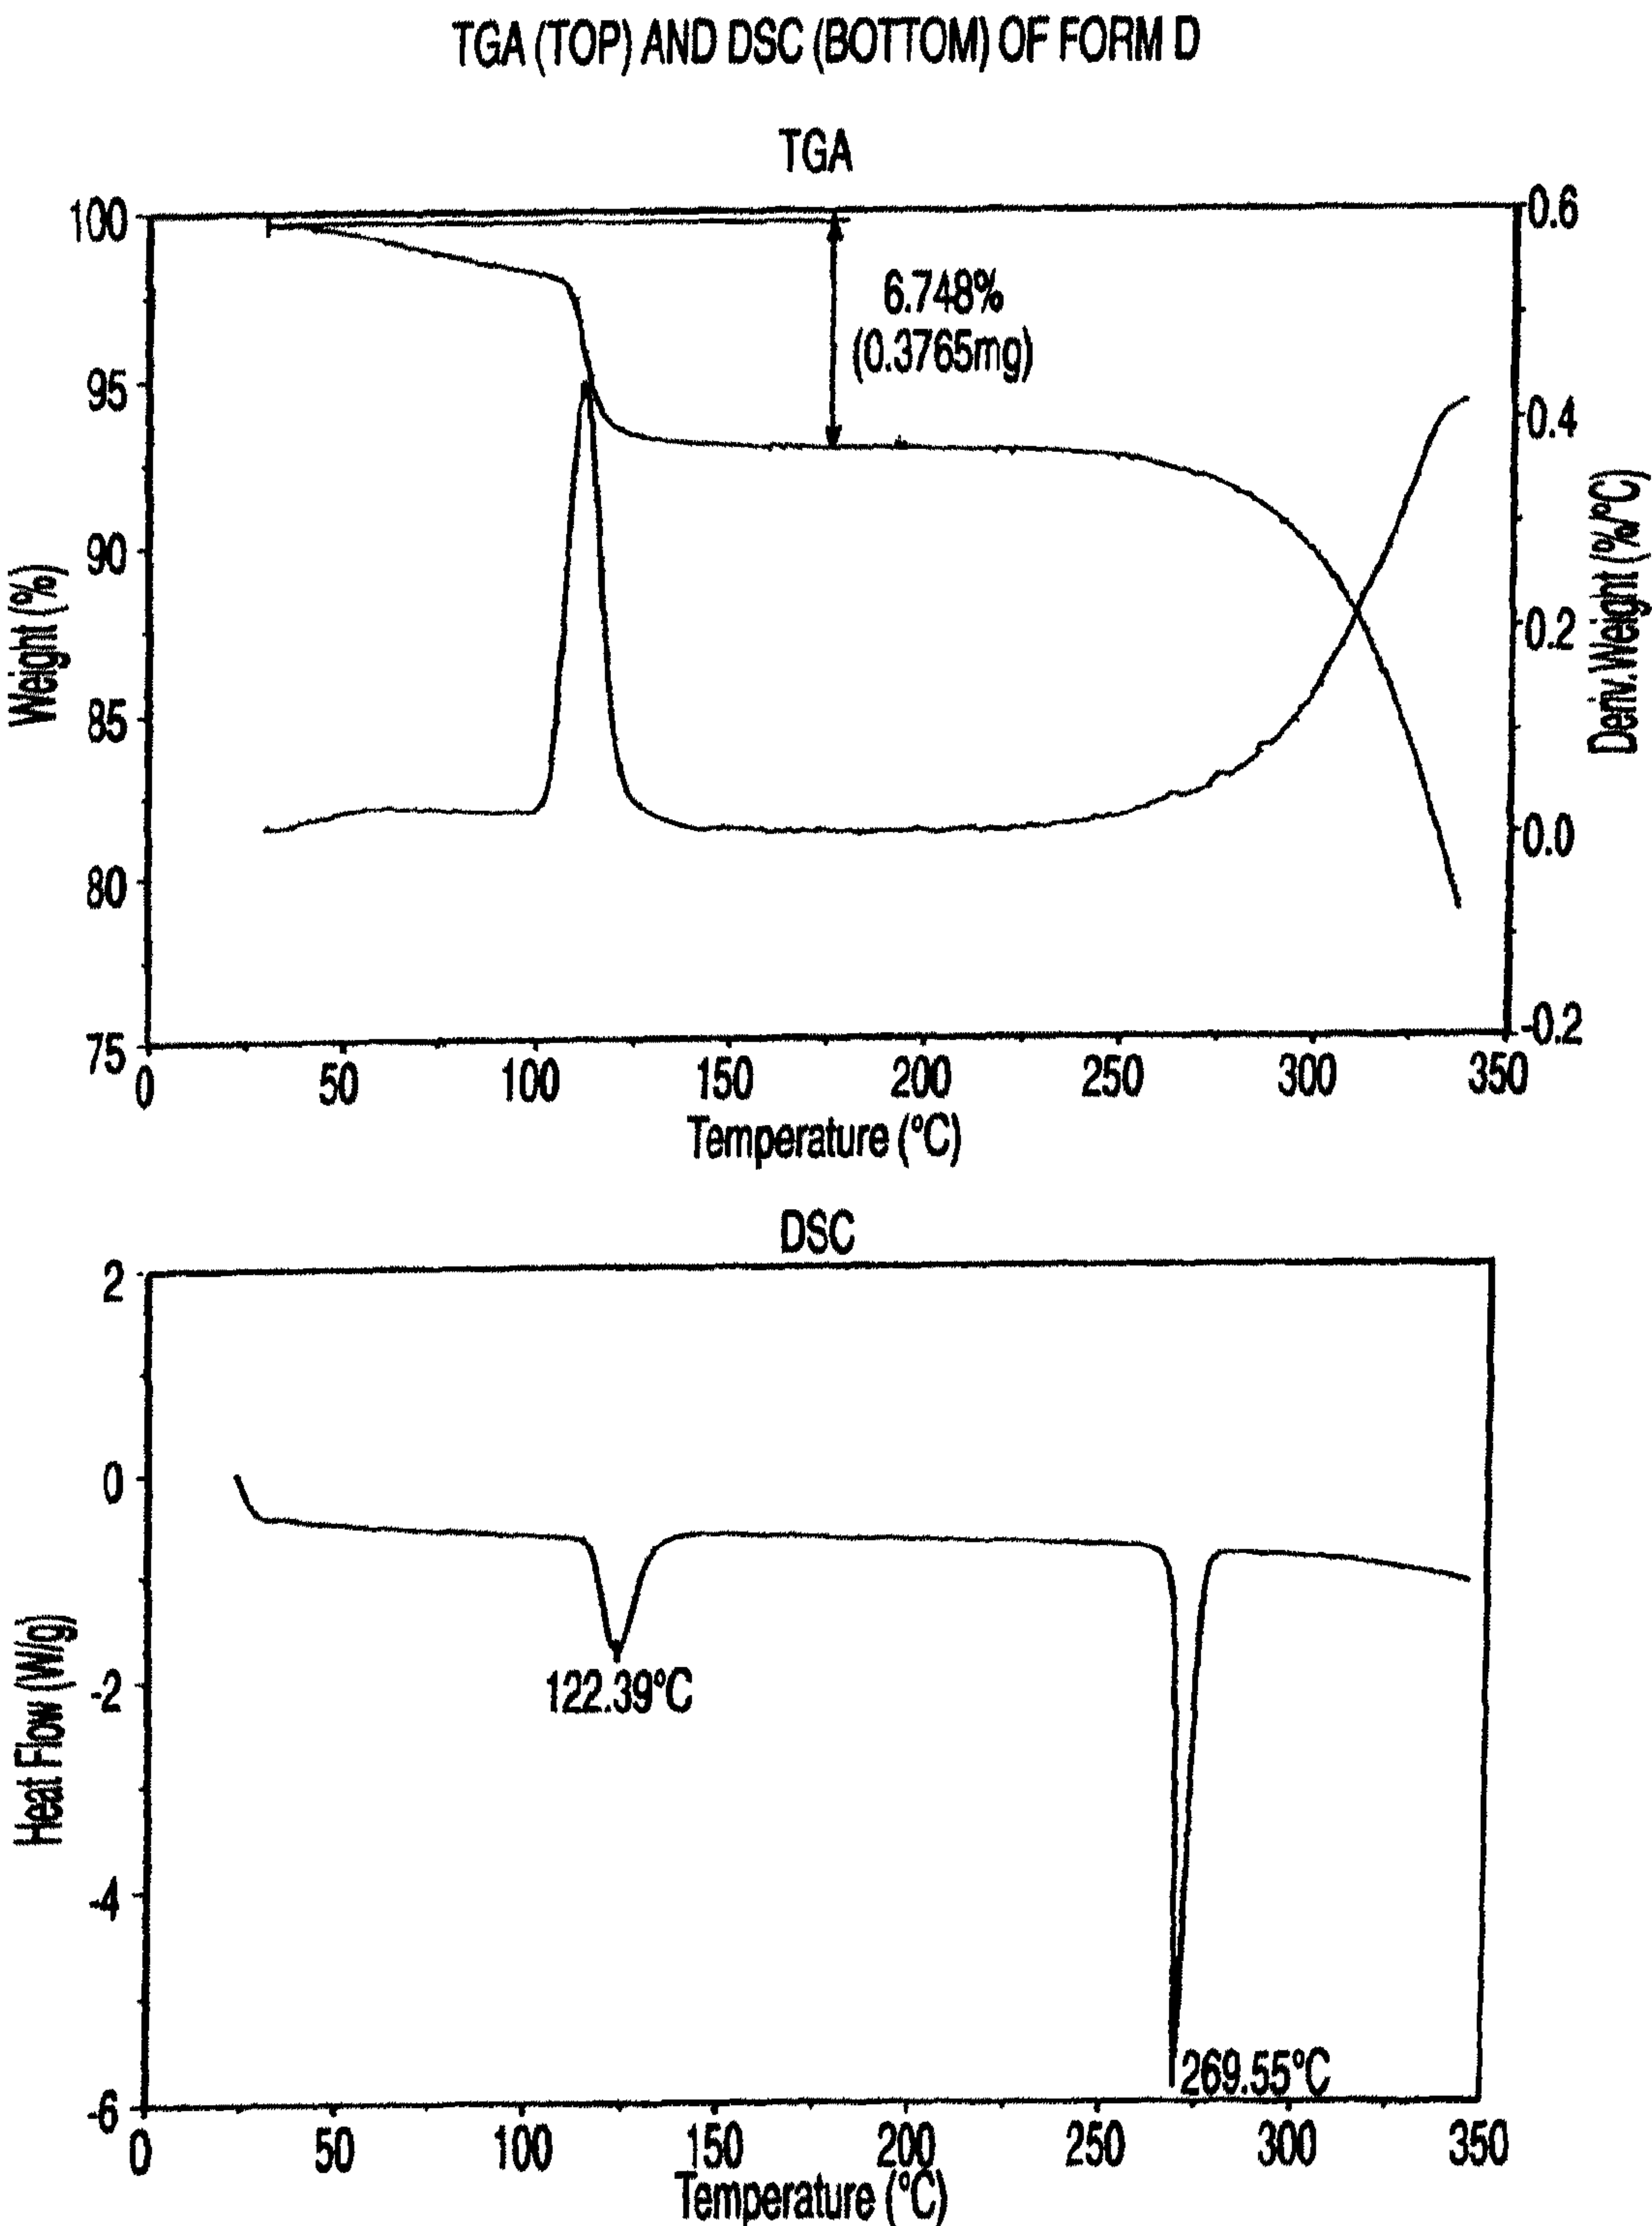 TGA (TOP) AND DSC (BOTTOM) OF FORM D
TGA
100
95
90
85
80
75
Weight (%)
6.748%
(0.3765mg)
0.6
0.4
0.2
0.0
-0.2
Deriv.Weight (%/°C)
0 50 100 150 200 250 300 350
Temperature (°C)
DSC
2
0
-2
-4
-6
Heat Flow (W/g)
122.39°C
269.55°C
0 50 100 150 200 250 300 350
Temperature (°C)